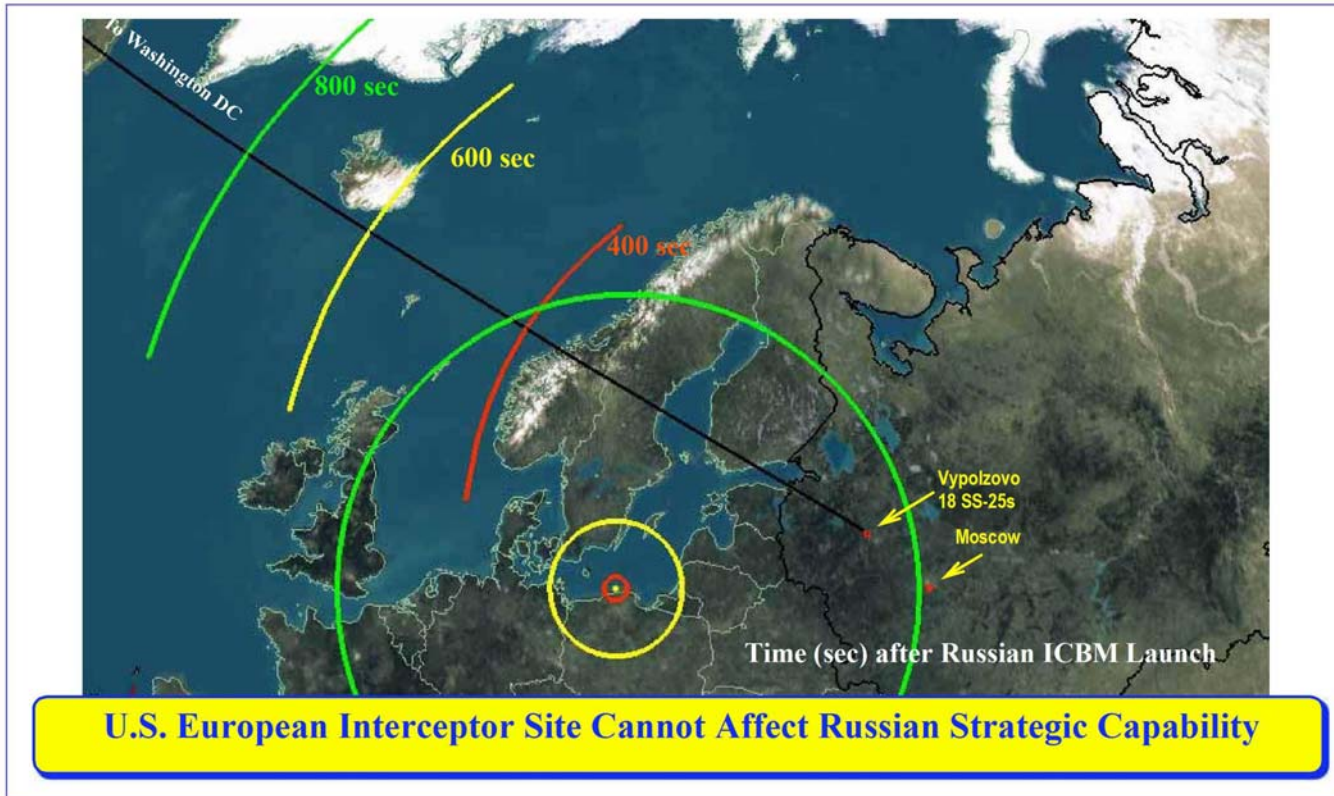 To Washington DC
800 sec
600 sec
400 sec
Vypolzovo
18 SS-25s
Moscow
Time (sec) after Russian ICBM Launch
U.S. European Interceptor Site Cannot Affect Russian Strategic Capability